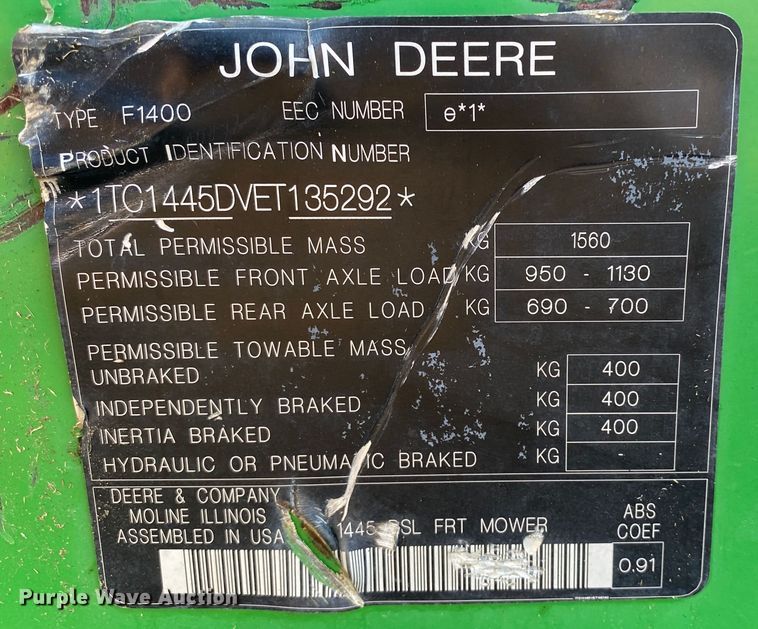 JOHN DEERE
TYPE F1400 EEC NUMBER e*1*
PRODUCT IDENTIFICATION NUMBER
*1TC1445DVET135292*
TOTAL PERMISSIBLE MASS KG 1560
PERMISSIBLE FRONT AXLE LOAD KG 950 - 1130
PERMISSIBLE REAR AXLE LOAD KG 690 - 700
PERMISSIBLE TOWABLE MASS
UNBRAKED KG 400
INDEPENDENTLY BRAKED KG 400
INERTIA BRAKED KG 400
HYDRAULIC OR PNEUMATIC BRAKED KG -
DEERE & COMPANY
MOLINE ILLINOIS
ASSEMBLED IN USA
1445 DSL FRT MOWER
ABS
COEF
0.91
Purple Wave Auction